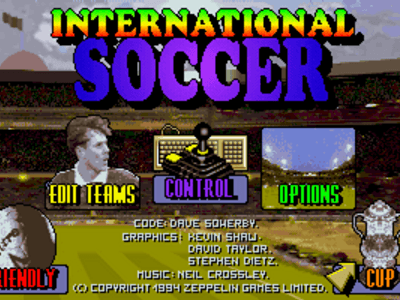 INTERNATIONAL
SOCCER
EDIT TEAMS
CONTROL
OPTIONS
FRIENDLY
CUP
CODE: DAVE SOWERBY.
GRAPHICS: KEVIN SHAW.
DAVID TAYLOR.
STEPHEN DIETZ.
MUSIC: NEIL CROSSLEY.
(C) COPYRIGHT 1994 ZEPPELIN GAMES LIMITED.